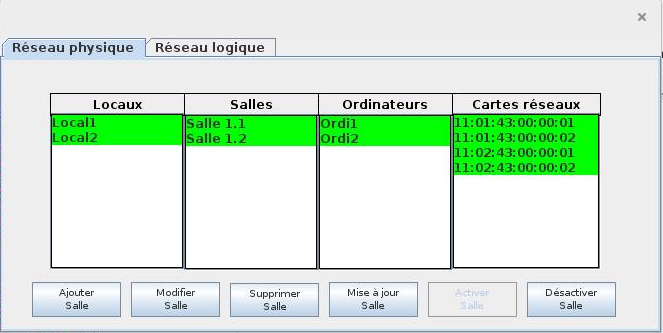 Réseau physique Réseau logique
Locaux Salles Ordinateurs Cartes réseaux
Local1 Salle 1.1 Ordi1 11:01:43:00:00:01
Local2 Salle 1.2 Ordi2 11:01:43:00:00:02
11:02:43:00:00:01
11:02:43:00:00:02
Ajouter Modifier Supprimer Mise à jour Activer Désactiver
Salle Salle Salle Salle Salle Salle